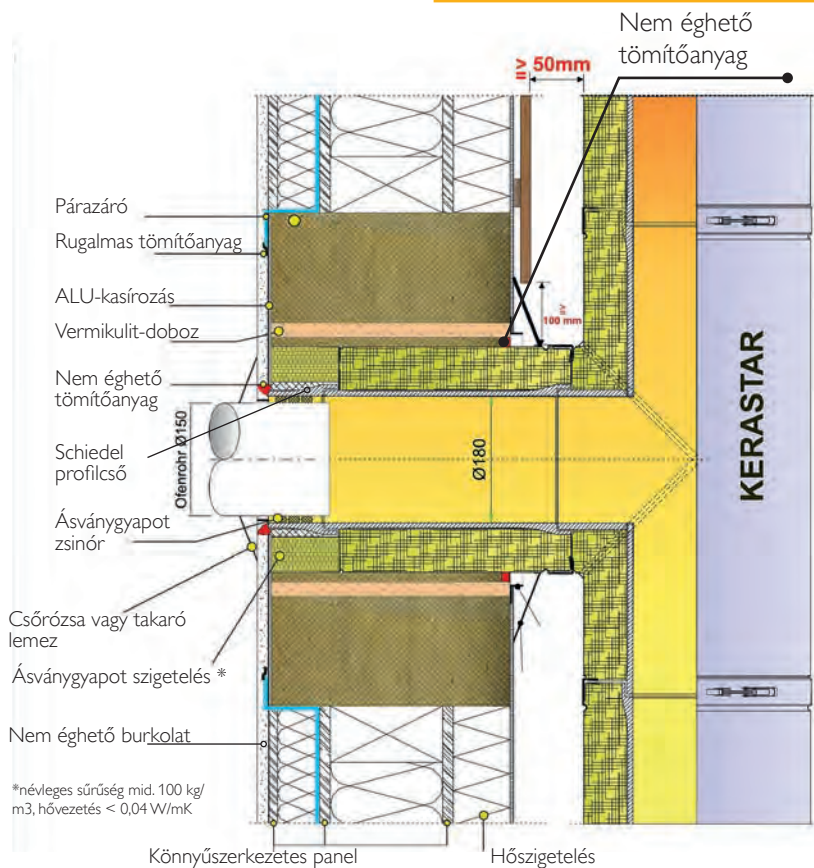 Nem éghető
tömítőanyag
≥ 50mm
Párazáró
Rugalmas tömítőanyag
ALU-kasírozás
Vermikulit-doboz
≥
100 mm
Nem éghető
tömítőanyag
Schiedel
profilcső
Ofenrohr Ø150
Ø180
KERASTAR
Ásványgyapot
zsinór
Csőrózsa vagy takaró
lemez
Ásványgyapot szigetelés *
Nem éghető burkolat
*névleges sűrűség mid. 100 kg/
m3, hővezetés < 0,04 W/mK
Könnyűszerkezetes panel
Hőszigetelés